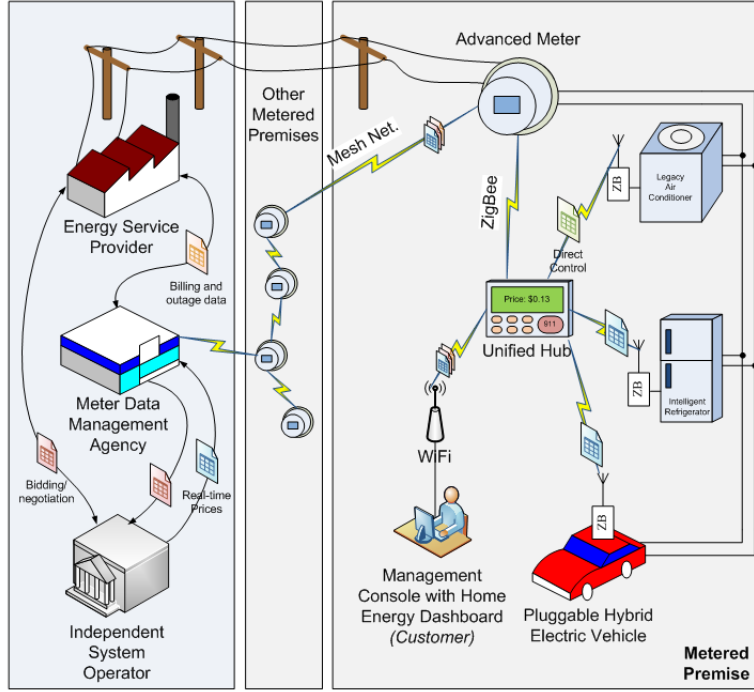 Advanced Meter
Other
Metered
Premises
Mesh Net.
ZigBee
ZB
Legacy
Air
Conditioner
Energy Service
Provider
Direct
Control
Billing and
outage data
Price: $0.13
911
Unified Hub
ZB
Intelligent
Refrigerator
Meter Data
Management
Agency
WiFi
Bidding/
negotiation
Real-time
Prices
ZB
Management
Console with Home
Energy Dashboard
(Customer)
Pluggable Hybrid
Electric Vehicle
Independent
System
Operator
Metered
Premise